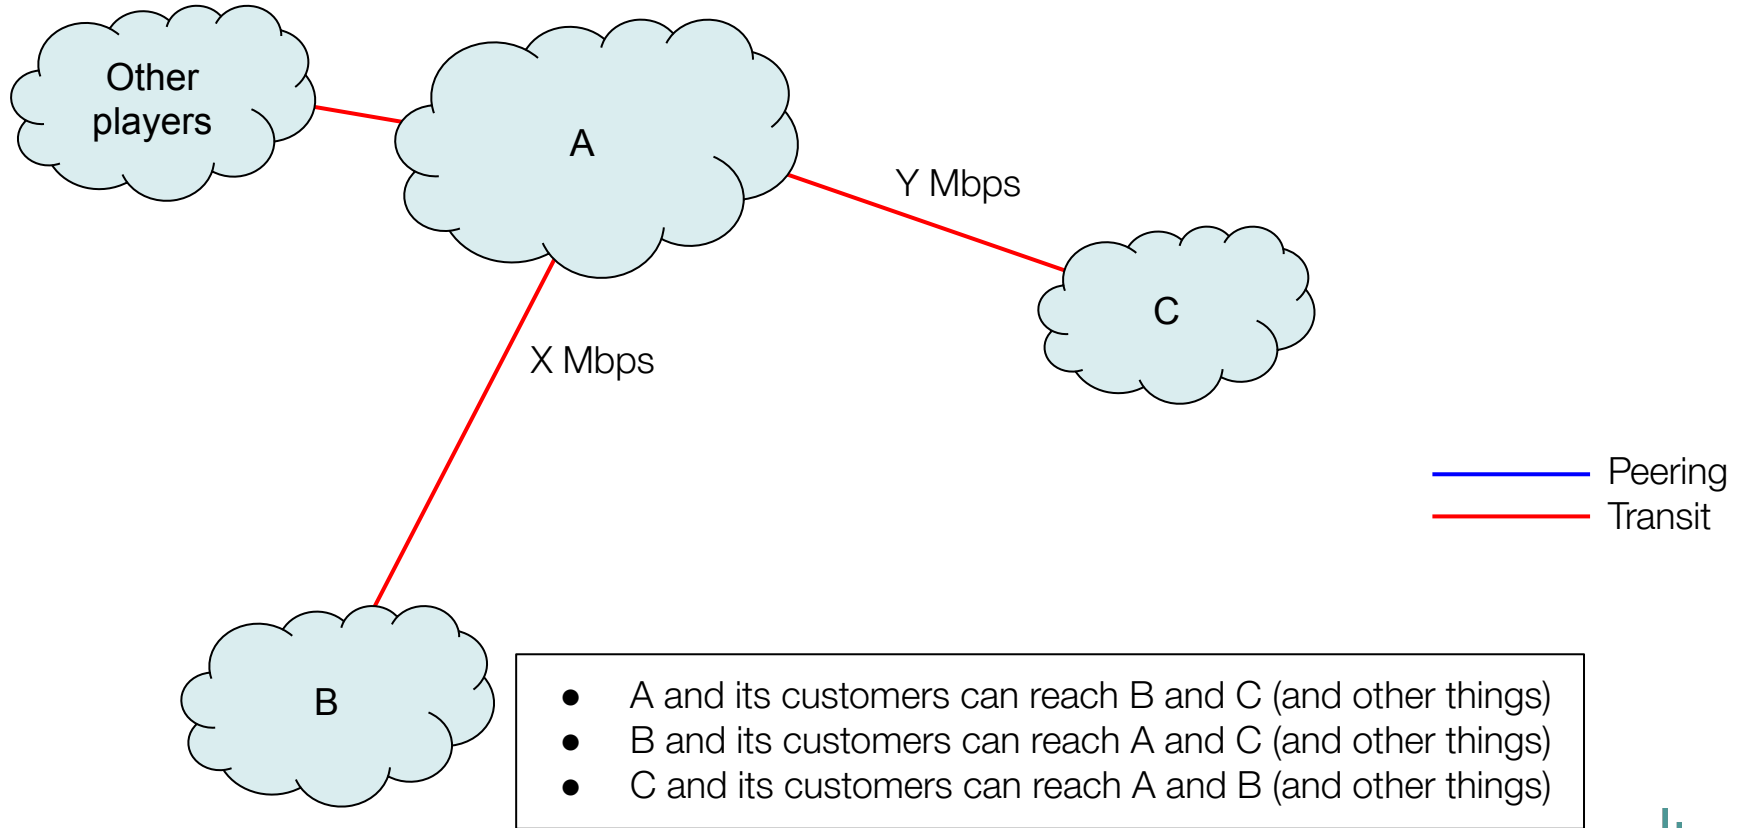 Other
players
A
Y Mbps
C
X Mbps
Peering
Transit
B
● A and its customers can reach B and C (and other things)
● B and its customers can reach A and C (and other things)
● C and its customers can reach A and B (and other things)